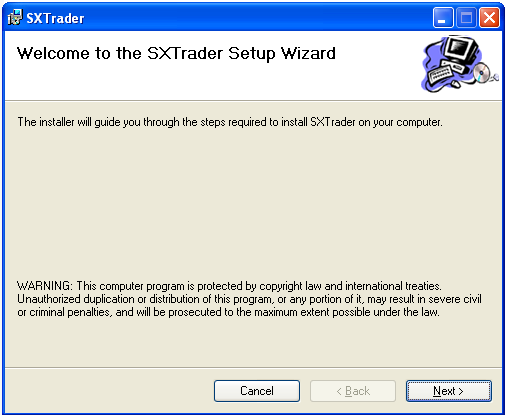 SXTrader
Welcome to the SXTrader Setup Wizard
The installer will guide you through the steps required to install SXTrader on your computer.
WARNING: This computer program is protected by copyright law and international treaties.
Unauthorized duplication or distribution of this program, or any portion of it, may result in severe civil
or criminal penalties, and will be prosecuted to the maximum extent possible under the law.
Cancel
< Back
Next >